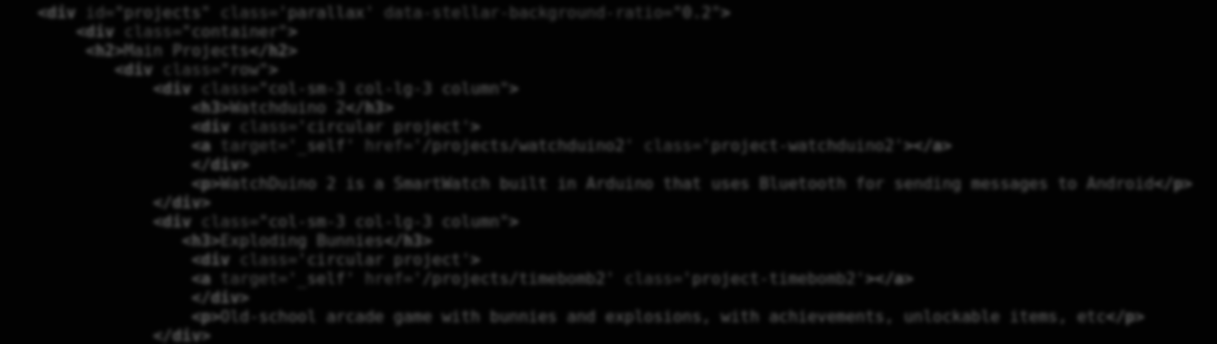 <div id="projects" class='parallax' data-stellar-background-ratio="0.2">
<div class="container">
<h2>Main Projects</h2>
<div class="row">
<div class="col-sm-3 col-lg-3 column">
<h3>Watchduino 2</h3>
<div class='circular project'>
<a target='_self' href='/projects/watchduino2' class='project-watchduino2'></a>
</div>
<p>WatchDuino 2 is a SmartWatch built in Arduino that uses Bluetooth for sending messages to Android</p>
</div>
<div class="col-sm-3 col-lg-3 column">
<h3>Exploding Bunnies</h3>
<div class='circular project'>
<a target='_self' href='/projects/timebomb2' class='project-timebomb2'></a>
</div>
<p>Old-school arcade game with bunnies and explosions, with achievements, unlockable items, etc</p>
</div>